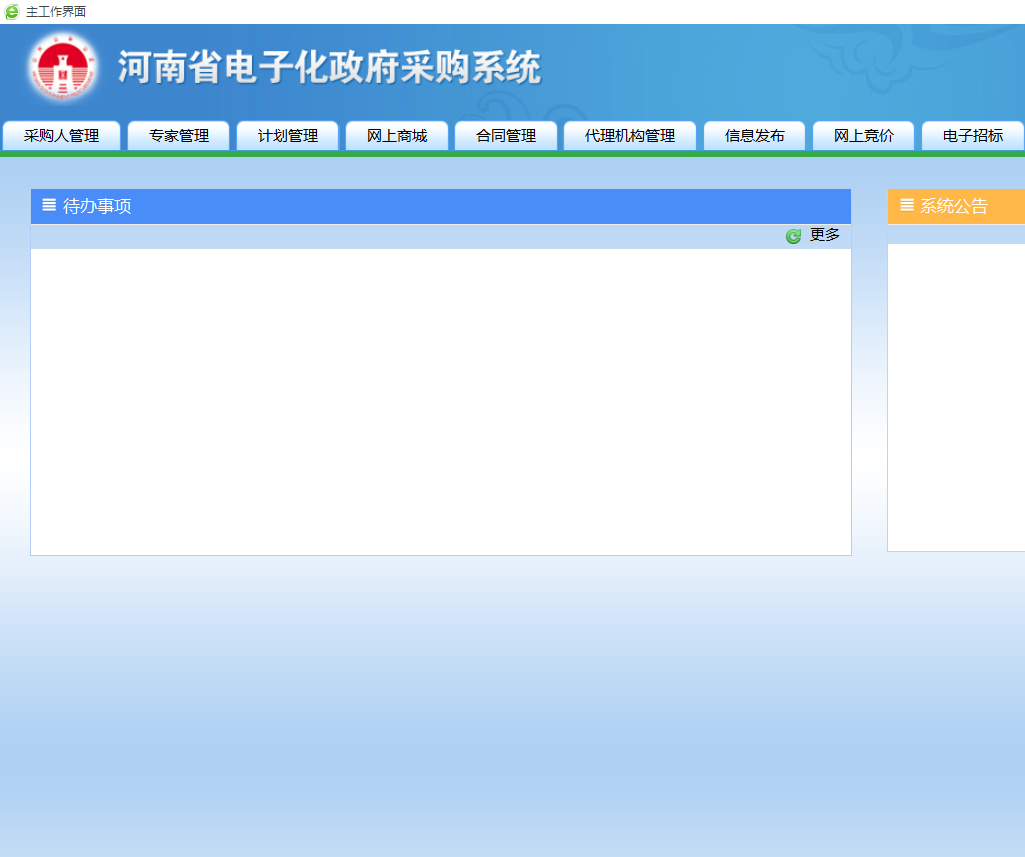 主工作界面
河南省电子化政府采购系统
采购人管理 专家管理 计划管理 网上商城 合同管理 代理机构管理 信息发布 网上竞价 电子招标
待办事项
更多
系统公告